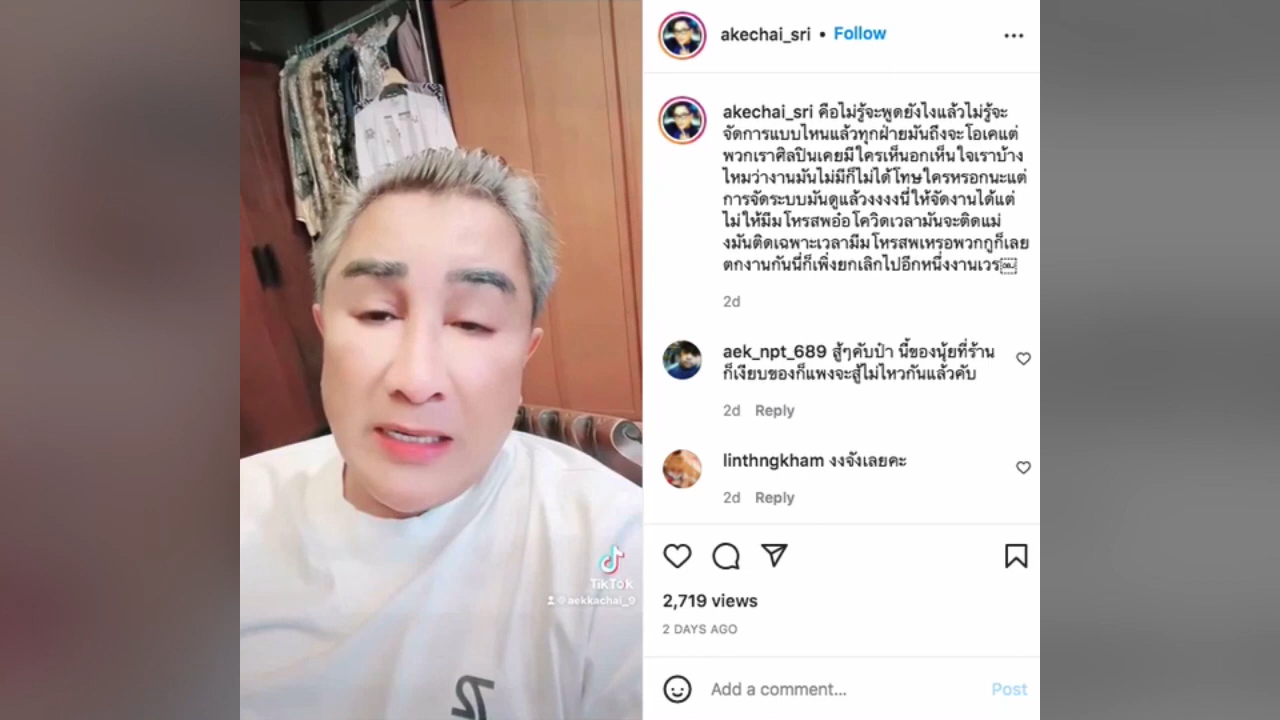 akechai_sri • Follow
akechai_sri คือไม่รู้จะพูดยังไงแล้วไม่รู้จะ
จัดการแบบไหนแล้วทุกฝ่ายมันถึงจะโอเคแต่
พวกเราศิลปินเคยมีใครเห็นอกเห็นใจเราบ้าง
ไหมว่างานมันไม่มีก็ไม่ได้โทษใครหรอกนะแต่
การจัดระบบมันดูแล้วงงงงนี่ให้จัดงานได้แต่
ไม่ให้มีมโหรสพอ๋อโควิดเวลามันจะติดแม่
งมันติดเฉพาะเวลามีมโหรสพเหรอพวกกูก็เลย
ตกงานกันนี่ก็เพิ่งยกเลิกไปอีกหนึ่งงานเวร
2d
aek_npt_689 สู้ๆคับป๋า นี้ของนุ้ยที่ร้าน
ก็เงียบของก็แพงจะสู้ไม่ไหวกันแล้วคับ
2d Reply
linthngkham งงจังเลยคะ
2d Reply
TikTok
@aekkachai_9
2,719 views
2 DAYS AGO
Add a comment... Post